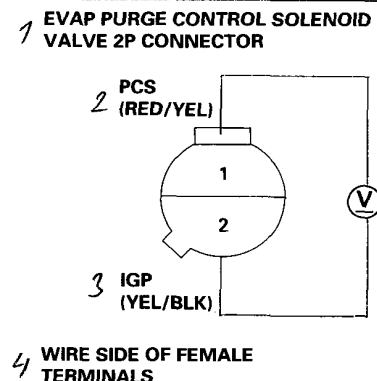 1 EVAP PURGE CONTROL SOLENOID
VALVE 2P CONNECTOR
2 PCS
(RED/YEL)
1
V
2
3 IGP
(YEL/BLK)
4 WIRE SIDE OF FEMALE
TERMINALS